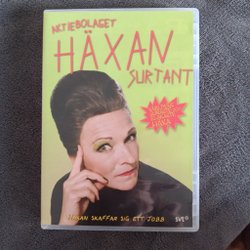 AKTIEBOLAGET
HÄXAN
SURTANT
HÄXAN SKAFFAR SIG ETT JOBB
SVT